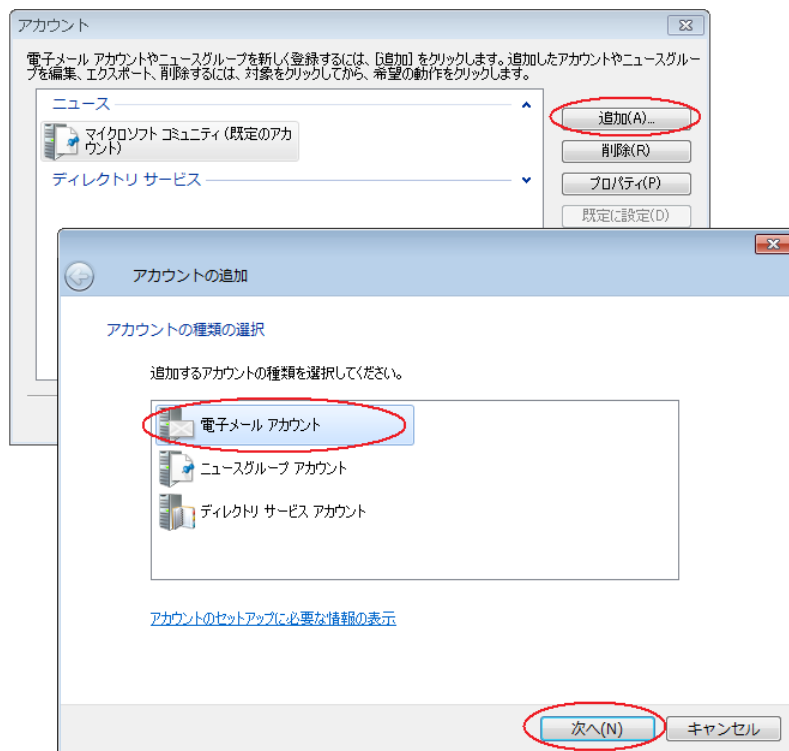 アカウント
電子メール アカウントやニュースグループを新しく登録するには、[追加] をクリックします。追加したアカウントやニュースグルー
プを編集、エクスポート、削除するには、対象をクリックしてから、希望の動作をクリックします。
ニュース
マイクロソフト コミュニティ (既定のアカ
ウント)
ディレクトリ サービス
追加(A)...
削除(R)
プロパティ(P)
既定に設定(D)
アカウントの追加
アカウントの種類の選択
追加するアカウントの種類を選択してください。
電子メール アカウント
ニュースグループ アカウント
ディレクトリ サービス アカウント
アカウントのセットアップに必要な情報の表示
次へ(N)
キャンセル